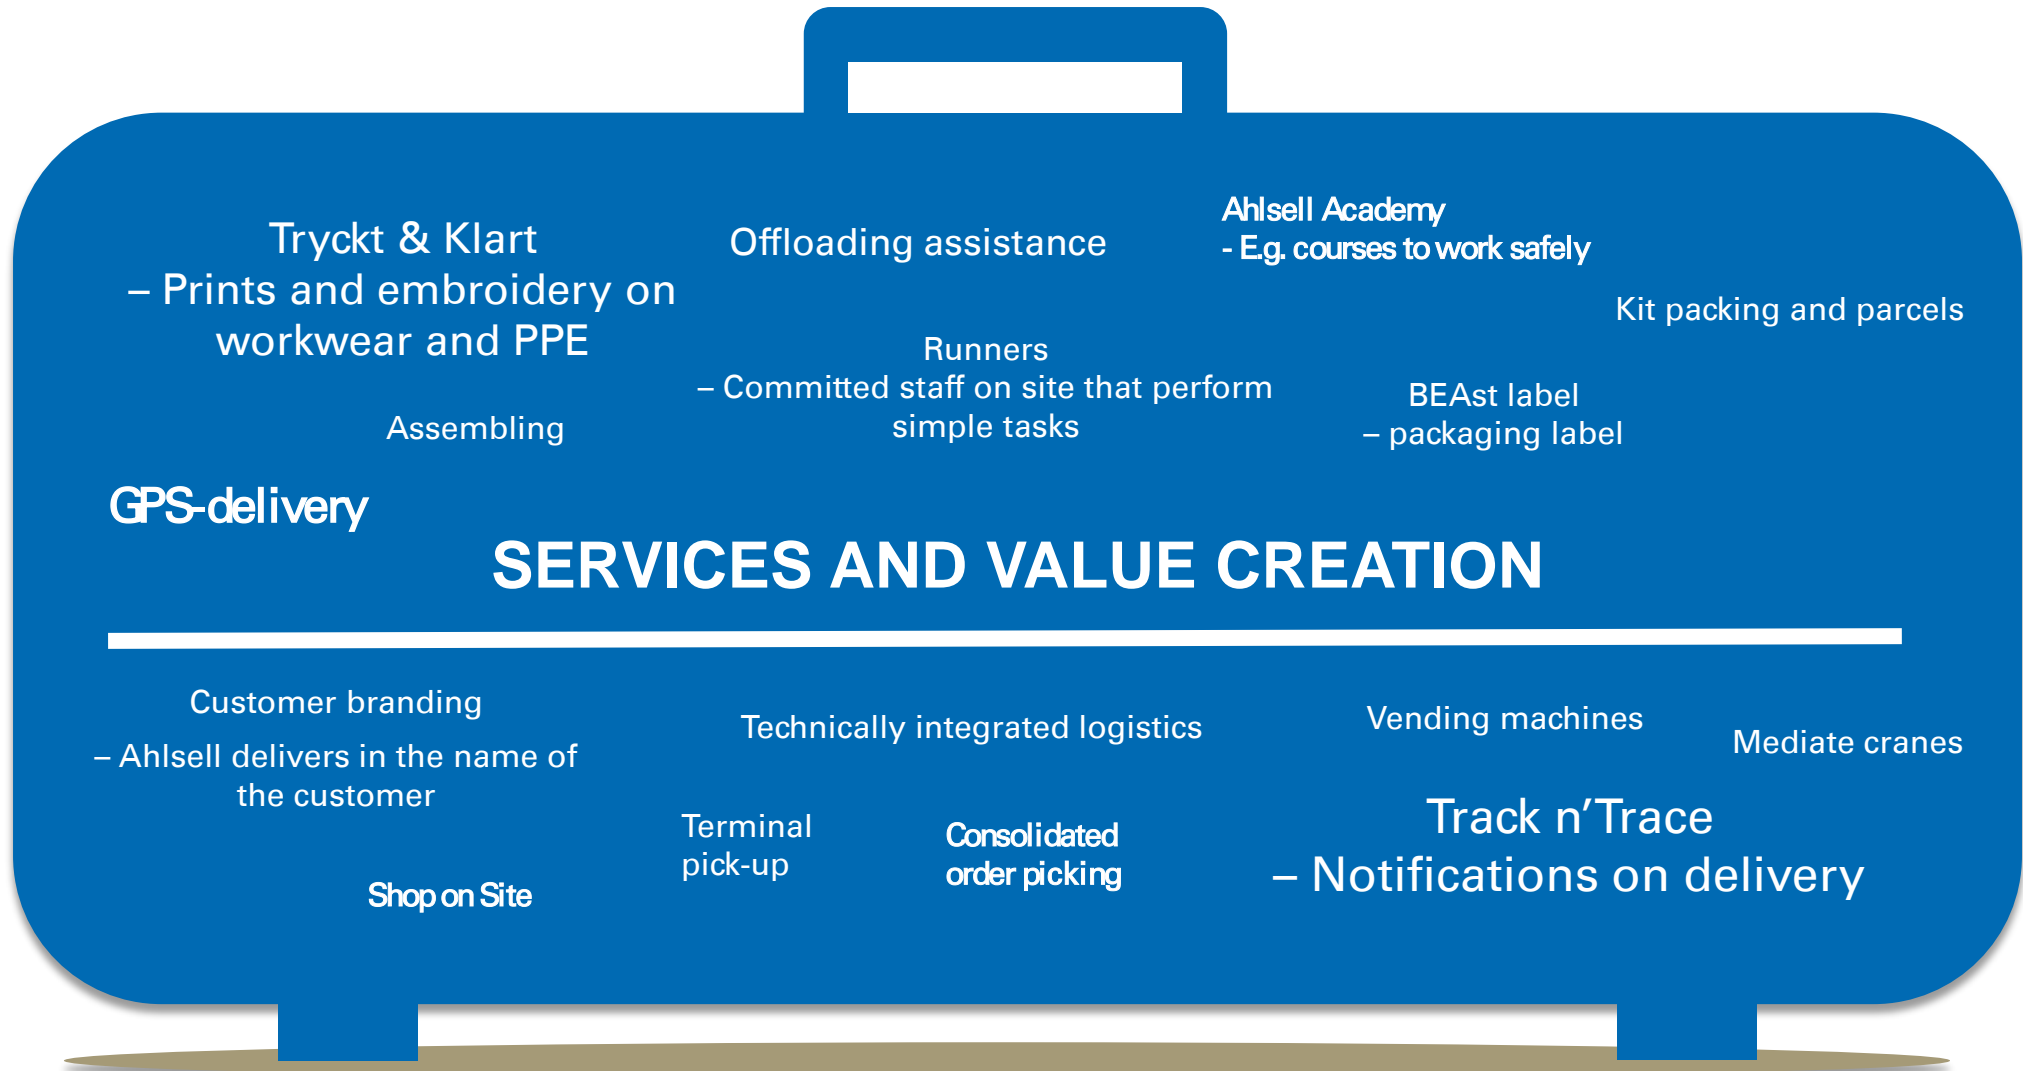 Tryckt & Klart
– Prints and embroidery on
workwear and PPE
Offloading assistance
Ahlsell Academy
- E.g. courses to work safely
Kit packing and parcels
Runners
– Committed staff on site that perform
simple tasks
BEAst label
– packaging label
Assembling
GPS-delivery
SERVICES AND VALUE CREATION
Customer branding
– Ahlsell delivers in the name of
the customer
Technically integrated logistics
Vending machines
Mediate cranes
Terminal
pick-up
Consolidated
order picking
Track n’Trace
– Notifications on delivery
Shop on Site